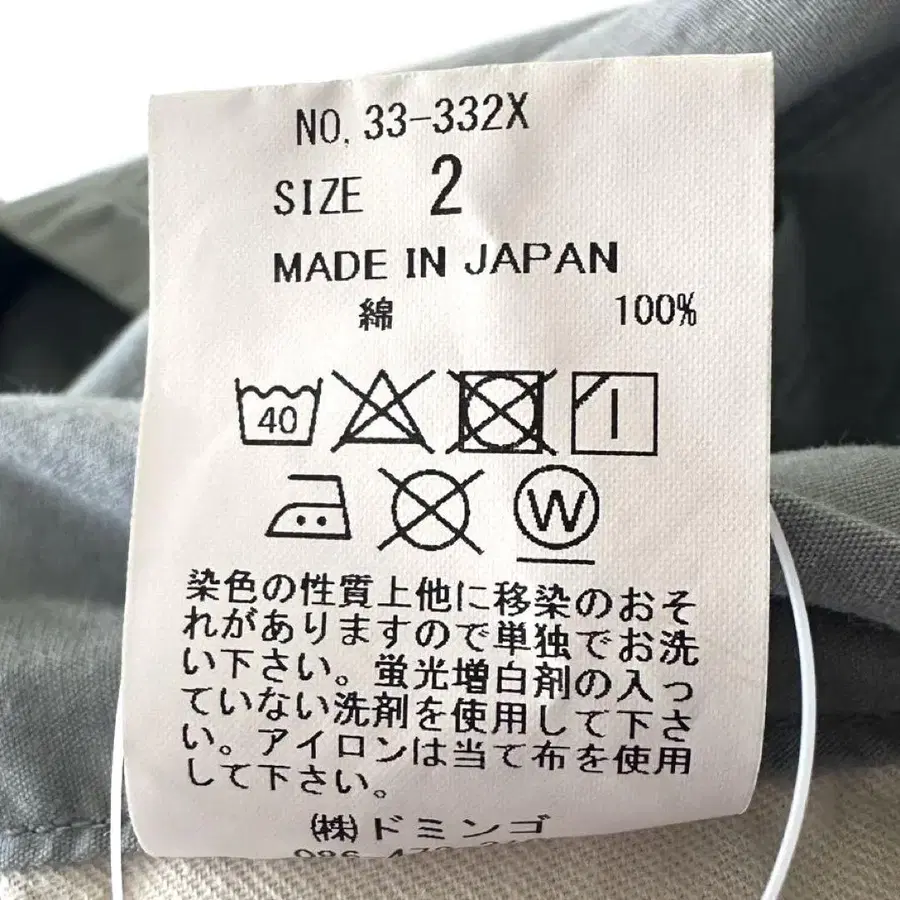 NO. 33-332X
SIZE 2
MADE IN JAPAN
綿 100%
40
W
染色の性質上他に移染のおそ
れがありますので単独でお洗
い下さい。蛍光増白剤の入っ
ていない洗剤を使用して下さ
い。アイロンは当て布を使用
して下さい。
㈱ドミンゴ